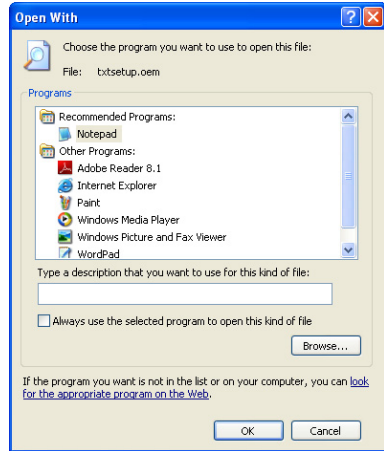 Open With
Choose the program you want to use to open this file:
File: txtsetup.oem
Programs
Recommended Programs:
Notepad
Other Programs:
Adobe Reader 8.1
Internet Explorer
Paint
Windows Media Player
Windows Picture and Fax Viewer
WordPad
Type a description that you want to use for this kind of file:
Always use the selected program to open this kind of file
Browse...
If the program you want is not in the list or on your computer, you can look
for the appropriate program on the Web.
OK Cancel